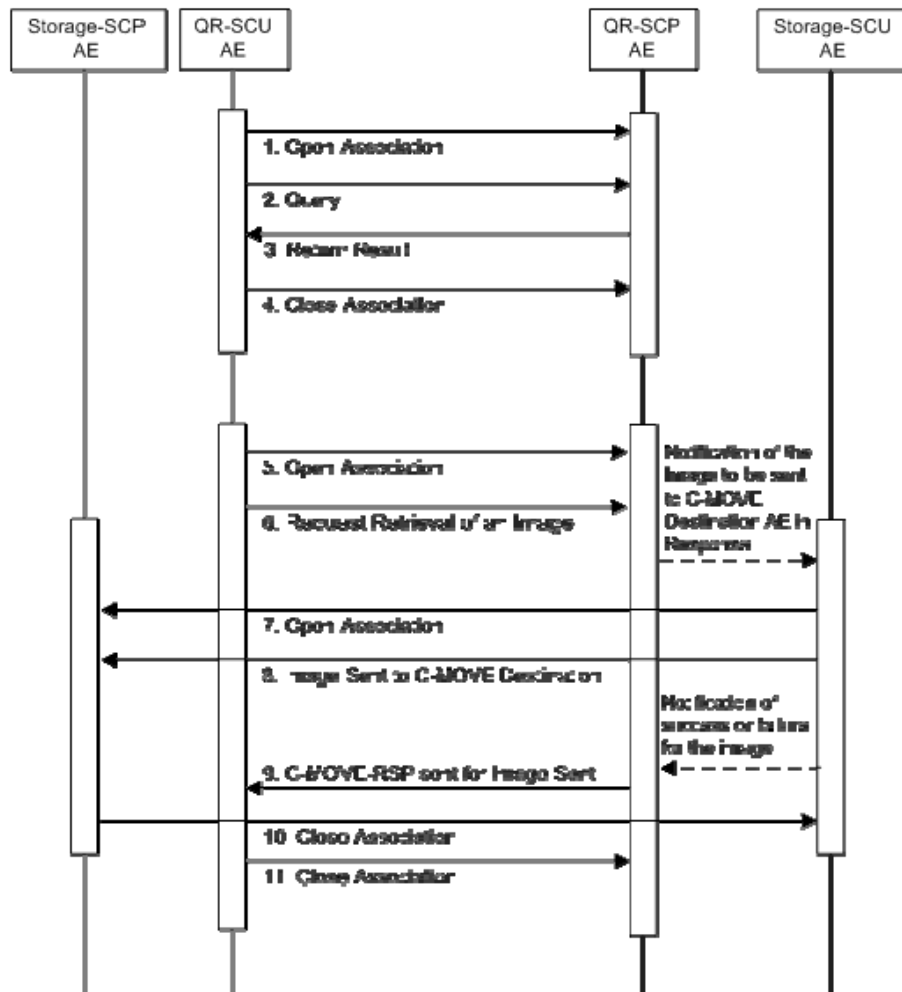 Storage-SCP
AE
QR-SCU
AE
QR-SCP
AE
Storage-SCU
AE
1. Open Association
2. Query
3. Return Result
4. Close Association
5. Open Association
6. Request Retrieval of an Image
Notification of the
Image to be sent
to C-MOVE
Destination AE in
Response
7. Open Association
8. Image Sent to C-MOVE Destination
Notification of
success or failure
for the image
9. C-MOVE-RSP sent for Image Sent
10. Close Association
11. Close Association